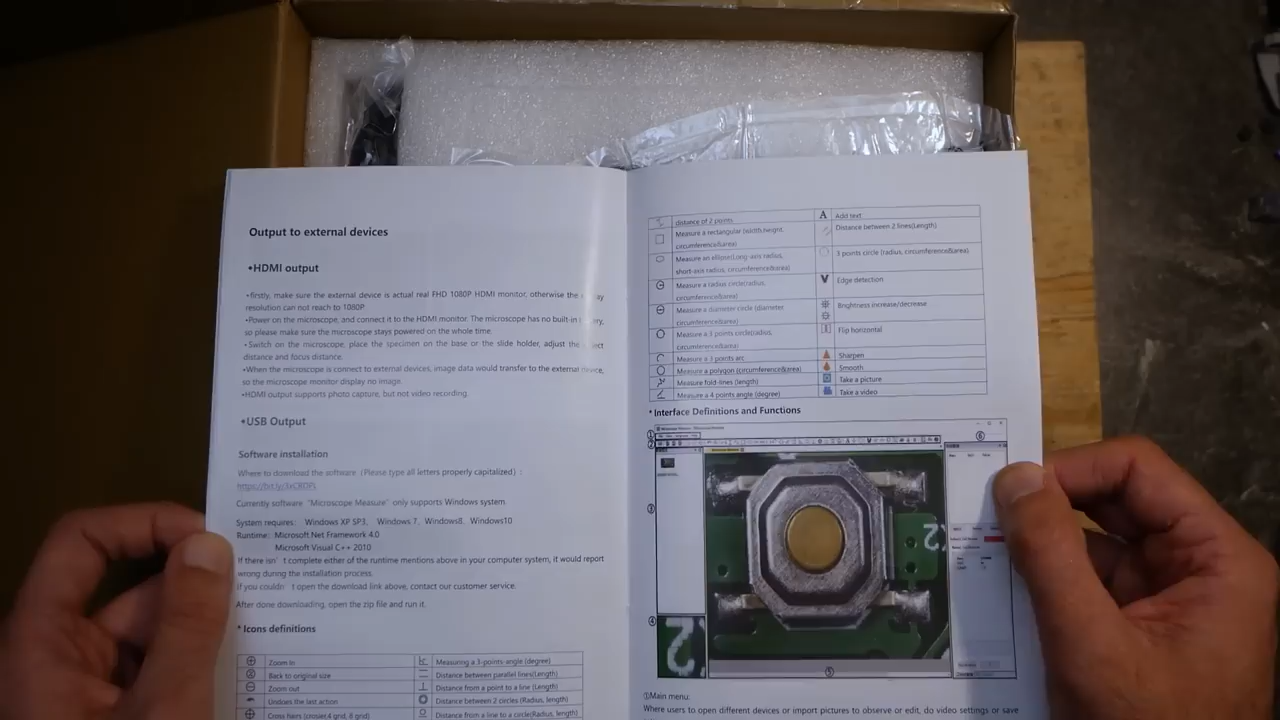 Output to external devices
•HDMI output
•firstly, make sure the external device is actual real FHD 1080P HDMI monitor, otherwise the
resolution can not reach to 1080P
•Power on the microscope, and connect it to the HDMI monitor. The microscope has no built-in
so please make sure the microscope stays powered on the whole time.
•Switch on the microscope, place the specimen on the base or the slide holder, adjust the
distance and focus distance.
•When the microscope is connect to external devices, image data would transfer to the external device,
so the microscope monitor display no image.
•HDMI output supports photo capture, but not video recording.
•USB Output
Software installation
Where to download the software (Please type all letters properly capitalized) :
Currently software "Microscope Measure" only supports Windows system.
System requires: Windows XP SP3, Windows 7, Windows8, Windows10
Runtime: Microsoft.Net Framework 4.0
Microsoft Visual C++ 2010
If there isn't complete either of the runtime mentions above in your computer system, it would report
wrong during the installation process.
If you couldn't open the download link above, contact our customer service.
After done downloading, open the zip file and run it.
* Icons definitions
Zoom in
Measuring a 3-points angle (degree)
Back to original size
Distance between parallel lines(Length)
Zoom out
Distance from a point to a line (Length)
Undoes the last action
Distance between 2 circles (Radius, length)
Cross hairs (crosier,4 grid, 6 grid)
Distance from a line to a circle(Radius, length)
distance of 2 points
A Add text
Measure a rectangular (width,height,
circumference&area)
Distance between 2 lines(Length)
Measure an ellipse(Long-axis radius,
short-axis radius, circumference&area)
3 points circle (radius, circumference&area)
Measure a radius circle(radius,
circumference&area)
Edge detection
Measure a diameter circle (diameter
circumference&area)
Brightness increase/decrease
Measure a 3 points circle(radius,
circumference&area)
Flip horizontal
Measure a 3 points arc
Sharpen
Measure a polygon (circumference&area)
Smooth
Measure fold-lines (length)
Take a picture
Measure a 4 points angle (degree)
Take a video
* Interface Definitions and Functions
① ② ③ ④ ⑤ ⑥
①Main menu:
Where users to open different devices or import pictures to observe or edit, do video settings or save